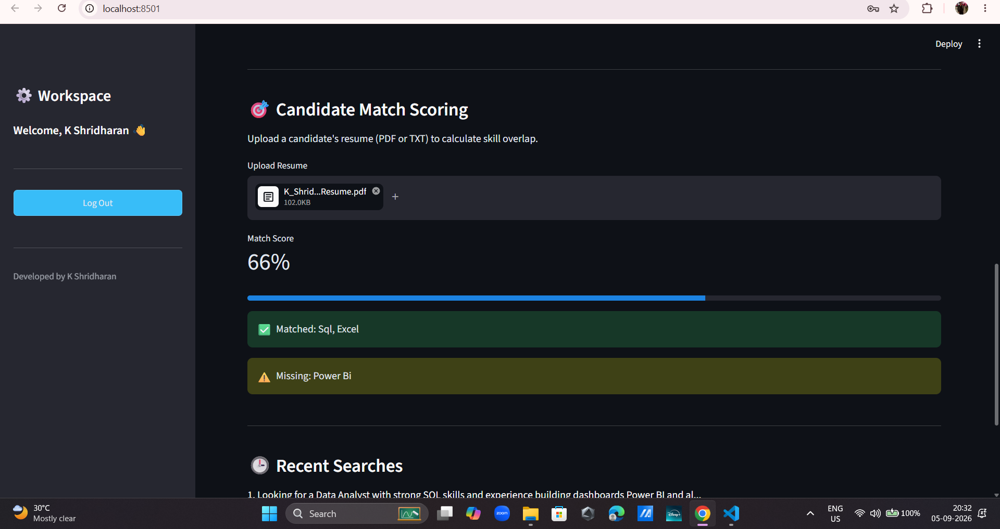 localhost:8501
Deploy
Workspace
Welcome, K Shridharan
Log Out
Developed by K Shridharan
Candidate Match Scoring
Upload a candidate's resume (PDF or TXT) to calculate skill overlap.
Upload Resume
K_Shrid...Resume.pdf
102.0KB
Match Score
66%
Matched: Sql, Excel
Missing: Power Bi
Recent Searches
1. Looking for a Data Analyst with strong SQL skills and experience building dashboards Power BI and al...
30°C
Mostly clear
Search
zoom
Disney+
ENG
US
100%
20:32
05-09-2026